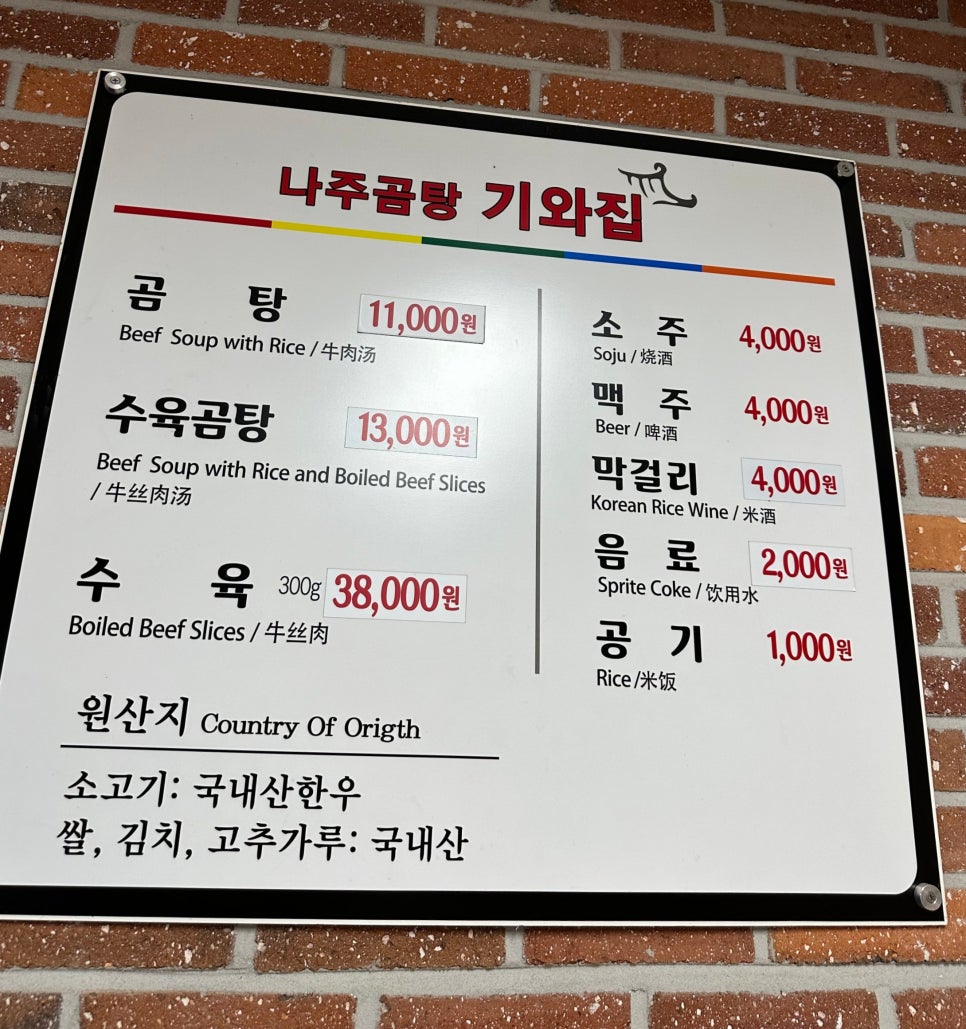 나주곰탕 기와집
곰 탕 11,000원
Beef Soup with Rice / 牛肉汤
수육곰탕 13,000원
Beef Soup with Rice and Boiled Beef Slices
/ 牛丝肉汤
수 육 300g 38,000원
Boiled Beef Slices / 牛丝肉
원산지 Country Of Origth
소고기: 국내산한우
쌀, 김치, 고추가루: 국내산
소 주 4,000원
Soju / 烧酒
맥 주 4,000원
Beer / 啤酒
막걸리 4,000원
Korean Rice Wine / 米酒
음 료 2,000원
Sprite Coke / 饮用水
공 기 1,000원
Rice /米饭